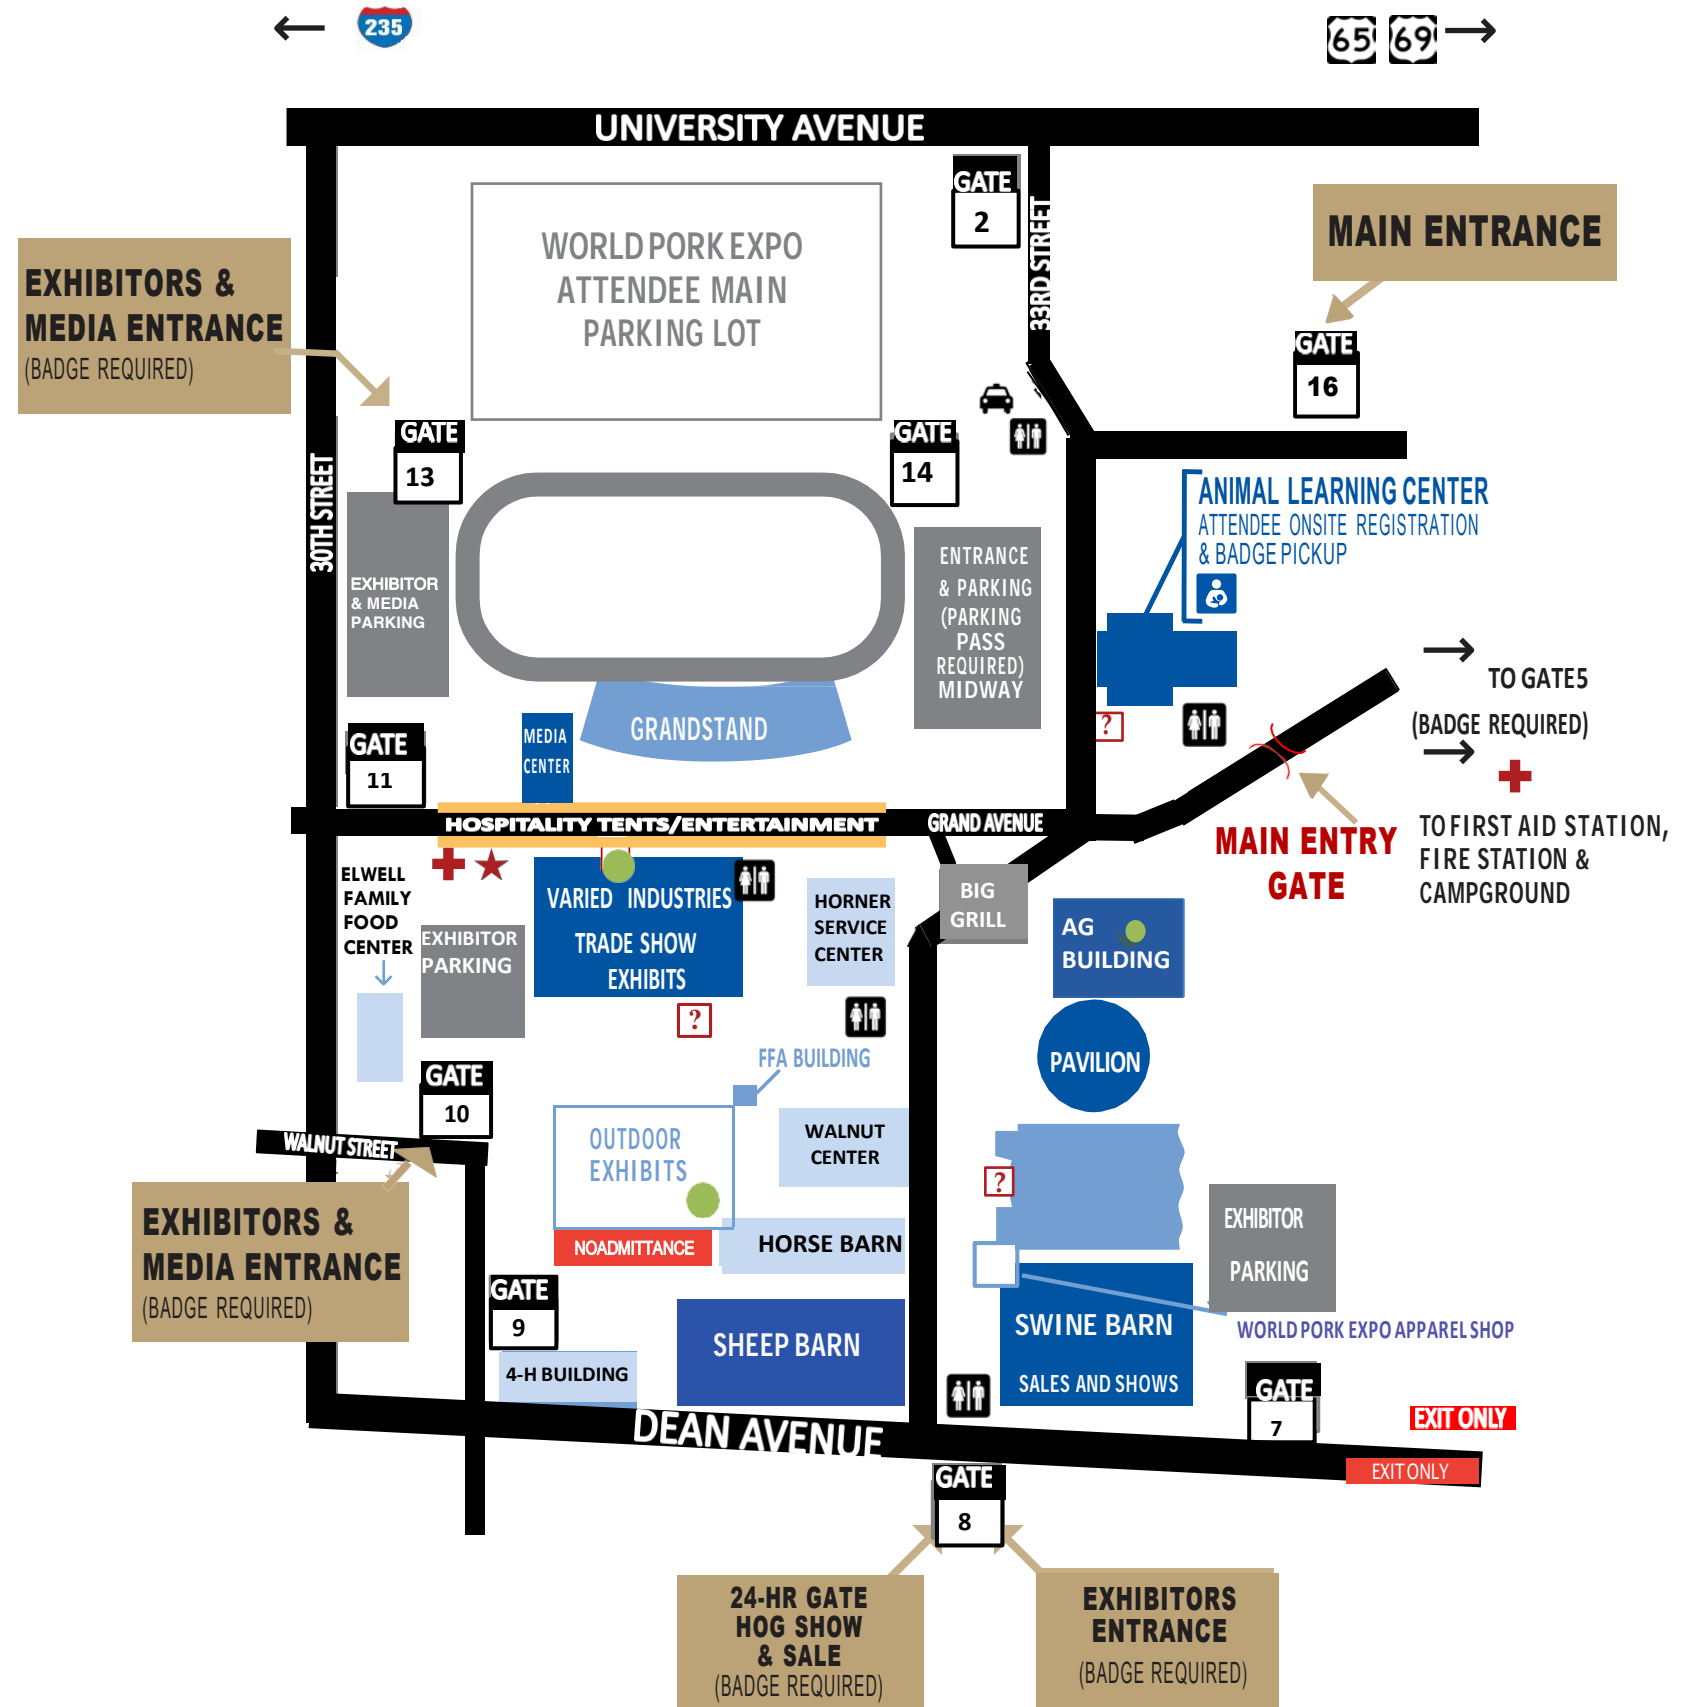 235
65 69
UNIVERSITY AVENUE
GATE
2
33RD STREET
MAIN ENTRANCE
WORLD PORK EXPO
ATTENDEE MAIN
PARKING LOT
EXHIBITORS &
MEDIA ENTRANCE
(BADGE REQUIRED)
GATE
16
GATE
13
GATE
14
30TH STREET
ANIMAL LEARNING CENTER
ATTENDEE ONSITE REGISTRATION
& BADGE PICKUP
EXHIBITOR
& MEDIA
PARKING
ENTRANCE
& PARKING
(PARKING
PASS
REQUIRED)
MIDWAY
TO GATE5
(BADGE REQUIRED)
GRANDSTAND
MEDIA
CENTER
?
GATE
11
HOSPITALITY TENTS/ENTERTAINMENT
GRAND AVENUE
MAIN ENTRY
GATE
TO FIRST AID STATION,
FIRE STATION &
CAMPGROUND
ELWELL
FAMILY
FOOD
CENTER
EXHIBITOR
PARKING
VARIED INDUSTRIES
TRADE SHOW
EXHIBITS
HORNER
SERVICE
CENTER
BIG
GRILL
AG
BUILDING
?
FFA BUILDING
PAVILION
GATE
10
WALNUT STREET
OUTDOOR
EXHIBITS
WALNUT
CENTER
?
EXHIBITORS &
MEDIA ENTRANCE
(BADGE REQUIRED)
NOADMITTANCE
HORSE BARN
EXHIBITOR
PARKING
GATE
9
SHEEP BARN
SWINE BARN
SALES AND SHOWS
WORLD PORK EXPO APPAREL SHOP
4-H BUILDING
GATE
7
EXIT ONLY
DEAN AVENUE
EXIT ONLY
GATE
8
24-HR GATE
HOG SHOW
& SALE
(BADGE REQUIRED)
EXHIBITORS
ENTRANCE
(BADGE REQUIRED)